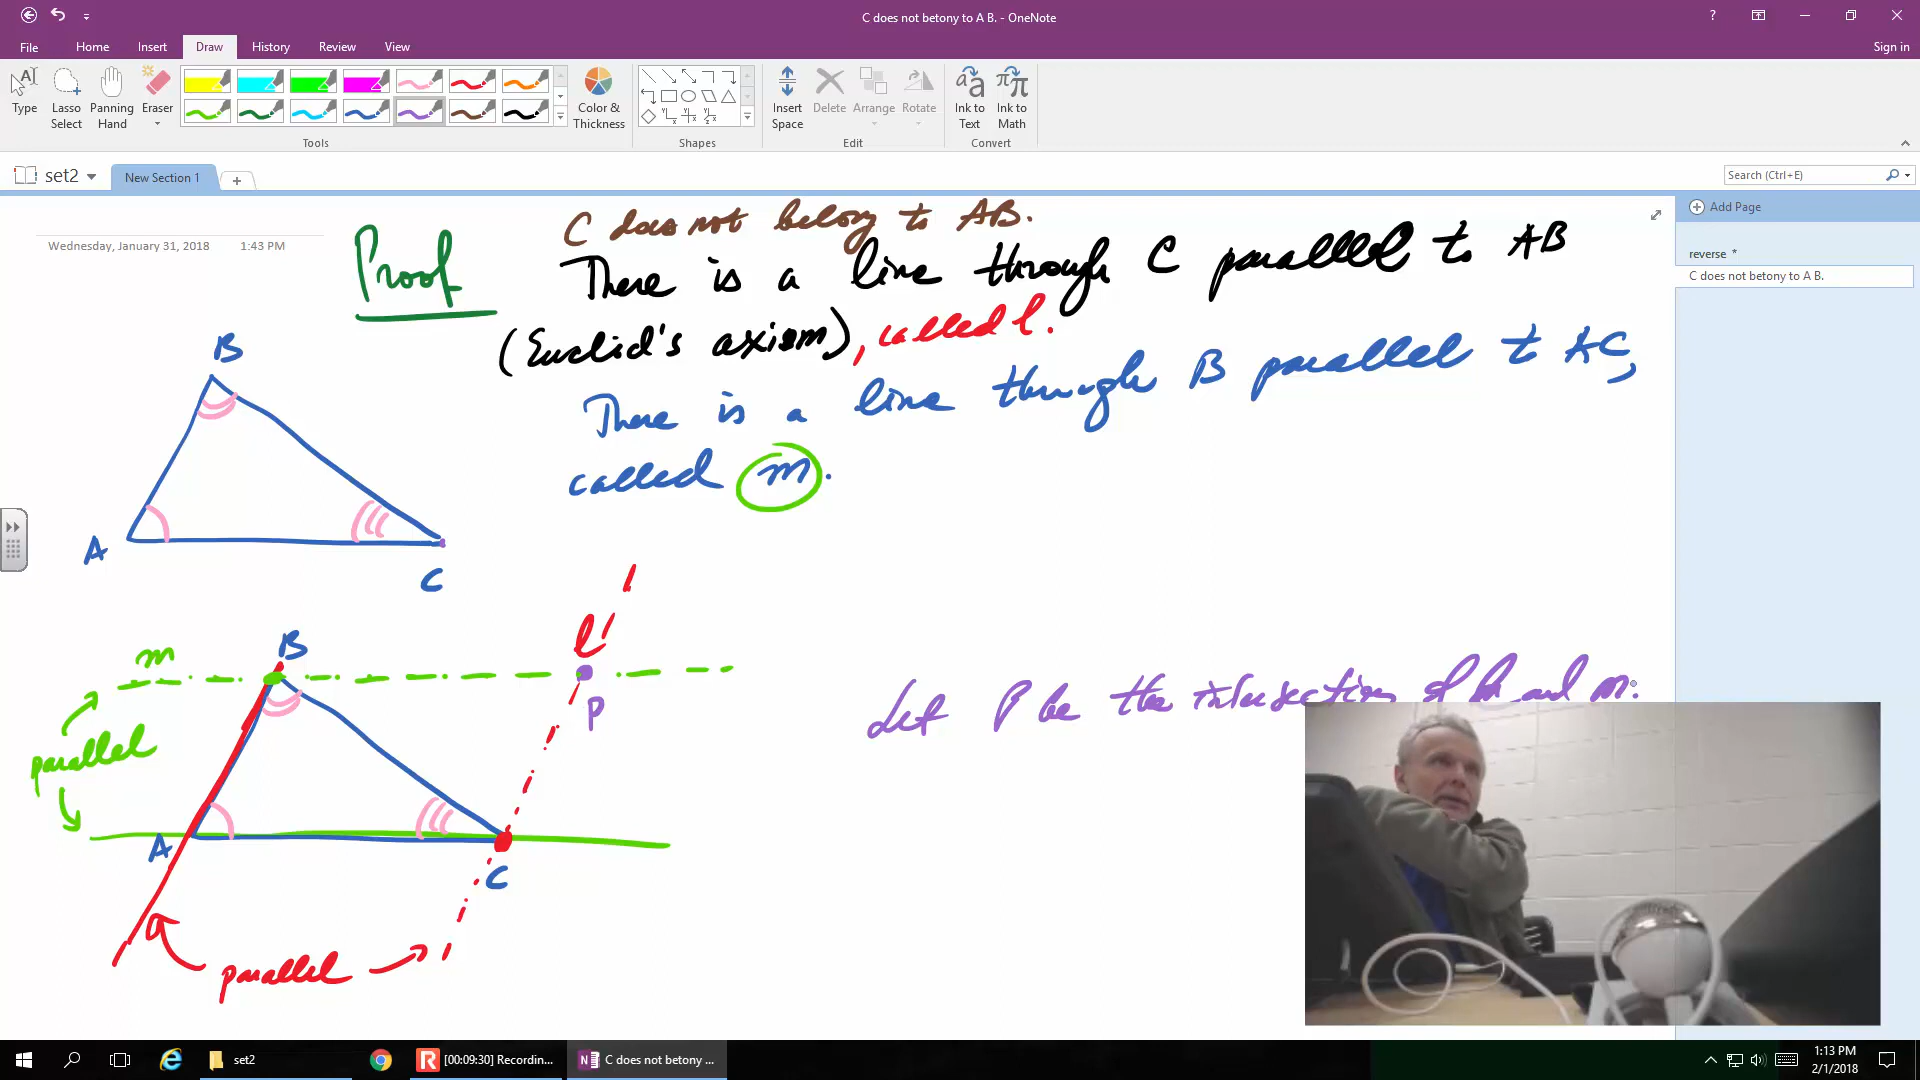 C does not betony to A B. - OneNote
File Home Insert Draw History Review View
Sign in
Type
Lasso Select
Panning Hand
Eraser
Color & Thickness
Insert Space
Delete
Arrange
Rotate
Ink to Text
Ink to Math
Tools
Shapes
Edit
Convert
set2
New Section 1
Search (Ctrl+E)
Add Page
reverse *
C does not betony to A B.
Wednesday, January 31, 2018 1:43 PM
Proof
C does not belong to AB.
There is a line through C parallel to AB
(Euclid's axiom), called l.
There is a line through B parallel to AC,
called m.
B
A
C
m
B
l
P
parallel
A
C
parallel
Let P be the intersection of and m.
set2
[00:09:30] Recordin...
C does not betony ...
1:13 PM
2/1/2018